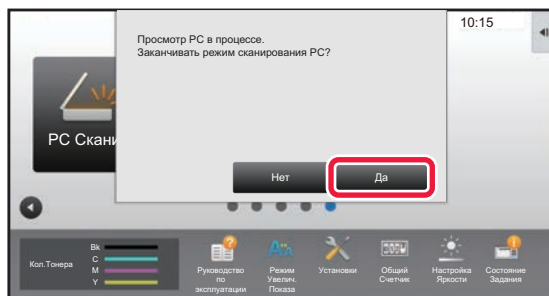 Просмотр PC в процессе.
Заканчивать режим сканирования PC?
10:15
PC Скани
Нет
Да
Кол.Тонера
Bk
C
M
Y
Руководство
по
эксплуатации
Режим
Увелич.
Показа
Установки
Общий
Счетчик
Настройка
Яркости
Состояние
Задания